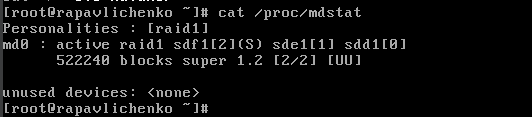 [root@rapavlichenko ~]# cat /proc/mdstat
Personalities : [raid1]
md0 : active raid1 sdf1[2](S) sde1[1] sdd1[0]
522240 blocks super 1.2 [2/2] [UU]
unused devices: <none>
[root@rapavlichenko ~]#